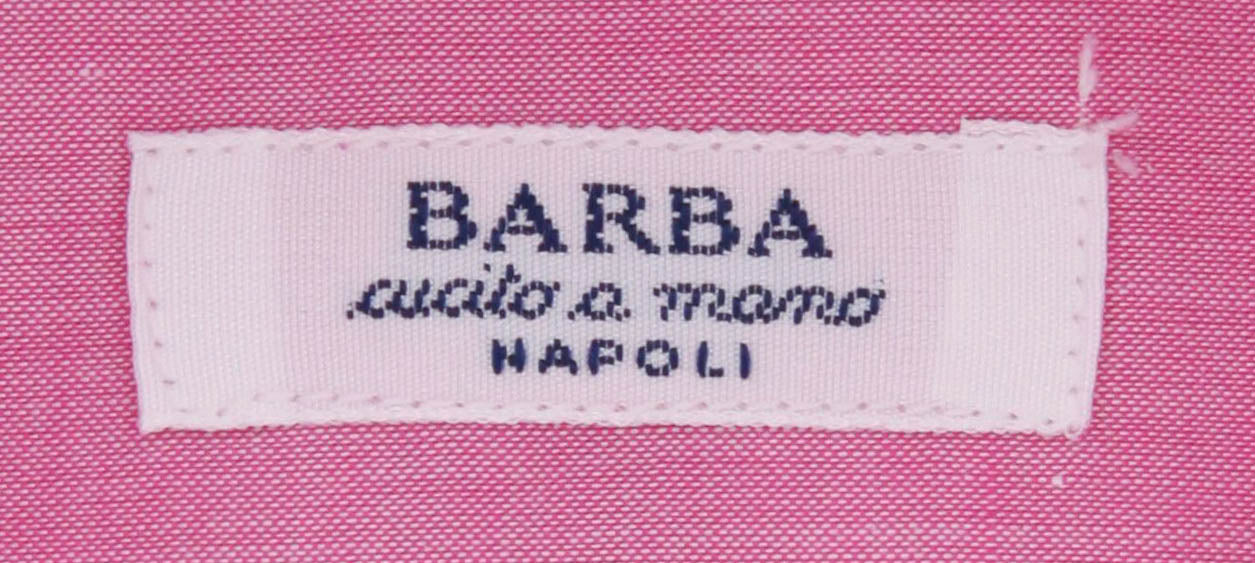 BARBA
cucito a mano
NAPOLI